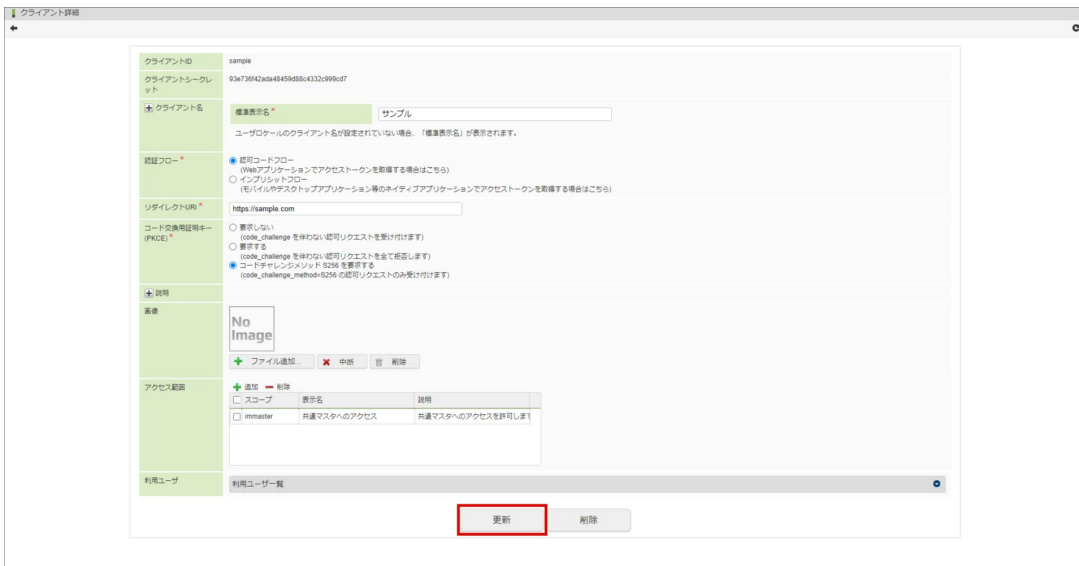 クライアント詳細
クライアントID
sample
クライアントシークレット
93e736f42ada48459d88c4332c999cd7
クライアント名
標準表示名*
サンプル
ユーザロケールのクライアント名が設定されていない場合、『標準表示名』が表示されます。
認証フロー*
認可コードフロー
(Webアプリケーションでアクセストークンを取得する場合はこちら)
インプリシットフロー
(モバイルやデスクトップアプリケーション等のネイティブアプリケーションでアクセストークンを取得する場合はこちら)
リダイレクトURI*
https://sample.com
コード交換用証明キー
(PKCE)*
要求しない
(code_challenge を伴わない認可リクエストを受け付けます)
要求する
(code_challenge を伴わない認可リクエストを全て拒否します)
コードチャレンジメソッド S256 を要求する
(code_challenge_method=S256 の認可リクエストのみ受け付けます)
説明
画像
No
Image
ファイル追加...
中断
削除
アクセス範囲
追加 削除
スコープ 表示名 説明
immaster 共通マスタへのアクセス 共通マスタへのアクセスを許可します
利用ユーザ
利用ユーザ一覧
更新
削除